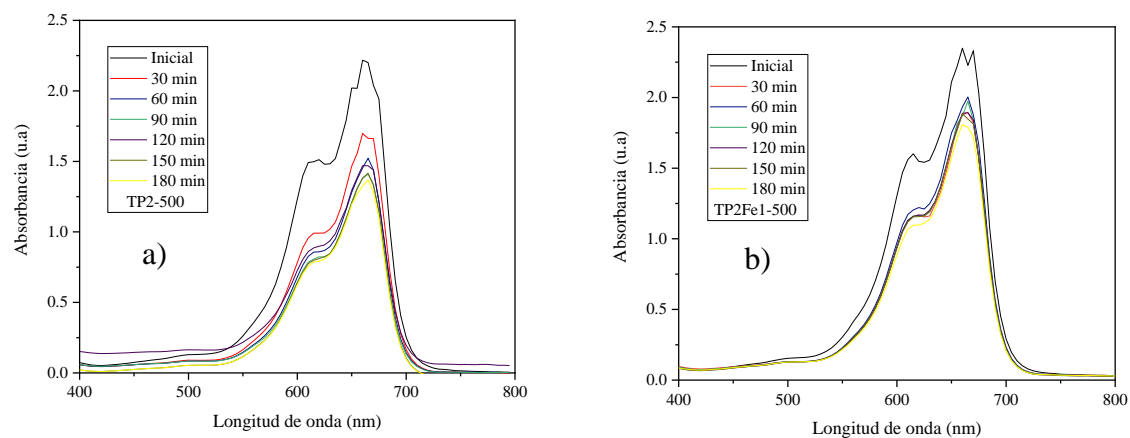 2.5
2.0
1.5
1.0
0.5
0.0
Absorbancia (u.a)
Inicial
30 min
60 min
90 min
120 min
150 min
180 min
TP2-500
a)
400 500 600 700 800
Longitud de onda (nm)
2.5
2.0
1.5
1.0
0.5
0.0
Absorbancia (u.a)
Inicial
30 min
60 min
90 min
120 min
150 min
180 min
TP2Fe1-500
b)
400 500 600 700 800
Longitud de onda (nm)